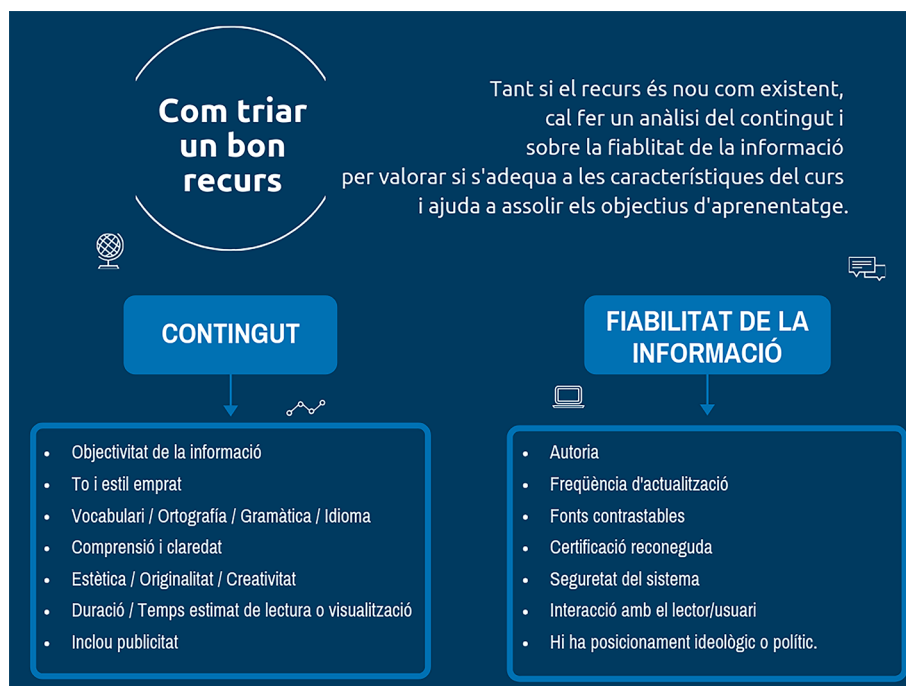 Com triar
un bon
recurs
Tant si el recurs és nou com existent,
cal fer un anàlisi del contingut i
sobre la fiablitat de la informació
per valorar si s'adequa a les característiques del curs
i ajuda a assolir els objectius d'aprenentatge.
CONTINGUT
• Objectivitat de la informació
• To i estil emprat
• Vocabulari / Ortografía / Gramàtica / Idioma
• Comprensió i claredat
• Estètica / Originalitat / Creativitat
• Duració / Temps estimat de lectura o visualització
• Inclou publicitat
FIABILITAT DE LA
INFORMACIÓ
• Autoria
• Freqüència d'actualització
• Fonts contrastables
• Certificació reconeguda
• Seguretat del sistema
• Interacció amb el lector/usuari
• Hi ha posicionament ideològic o polític.